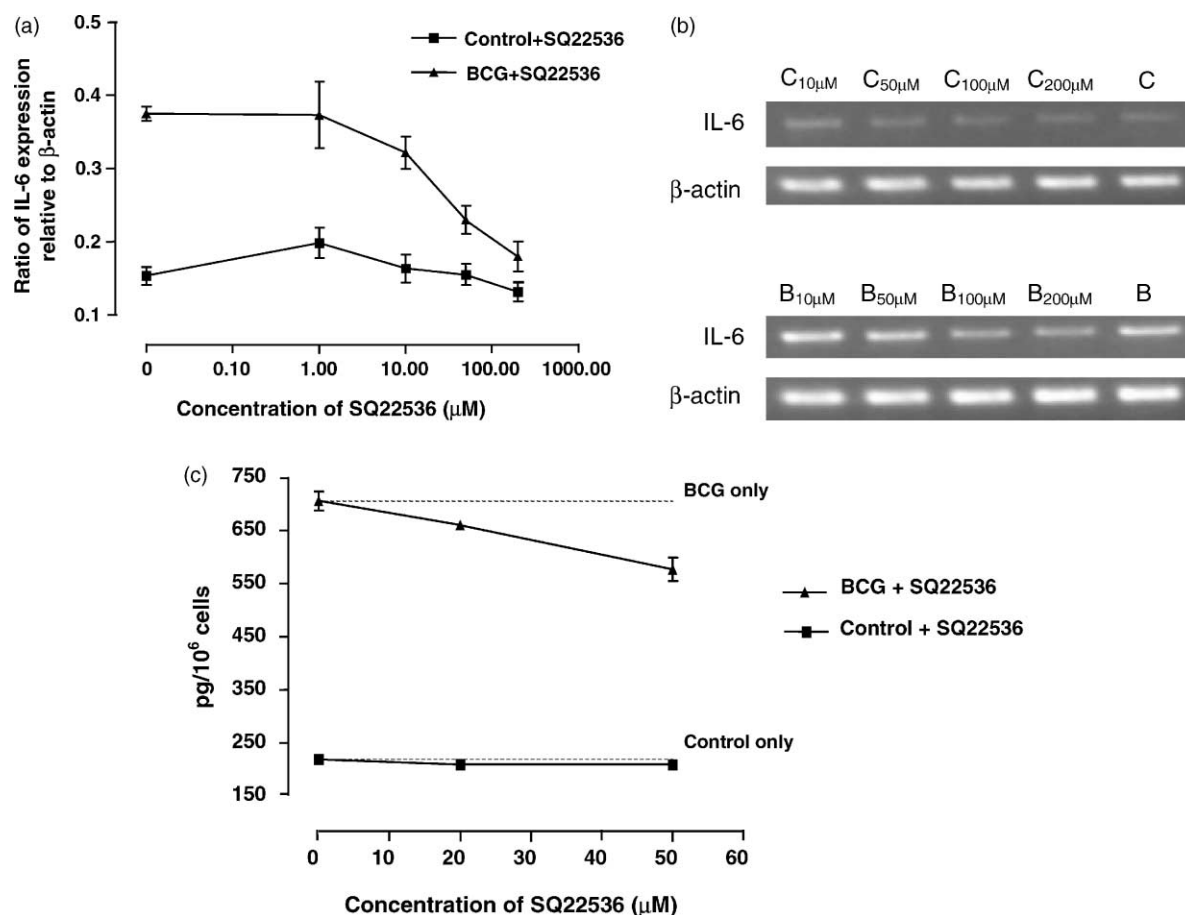 (a)
0.5
0.4
0.3
0.2
0.1
Ratio of IL-6 expression
relative to β-actin
Control+SQ22536
BCG+SQ22536
0 0.10 1.00 10.00 100.00 1000.00
Concentration of SQ22536 (μM)
(b)
C10μM C50μM C100μM C200μM C
IL-6
β-actin
B10μM B50μM B100μM B200μM B
IL-6
β-actin
(c)
750
650
550
450
350
250
150
pg/10⁶ cells
BCG only
Control only
BCG + SQ22536
Control + SQ22536
0 10 20 30 40 50 60
Concentration of SQ22536 (μM)